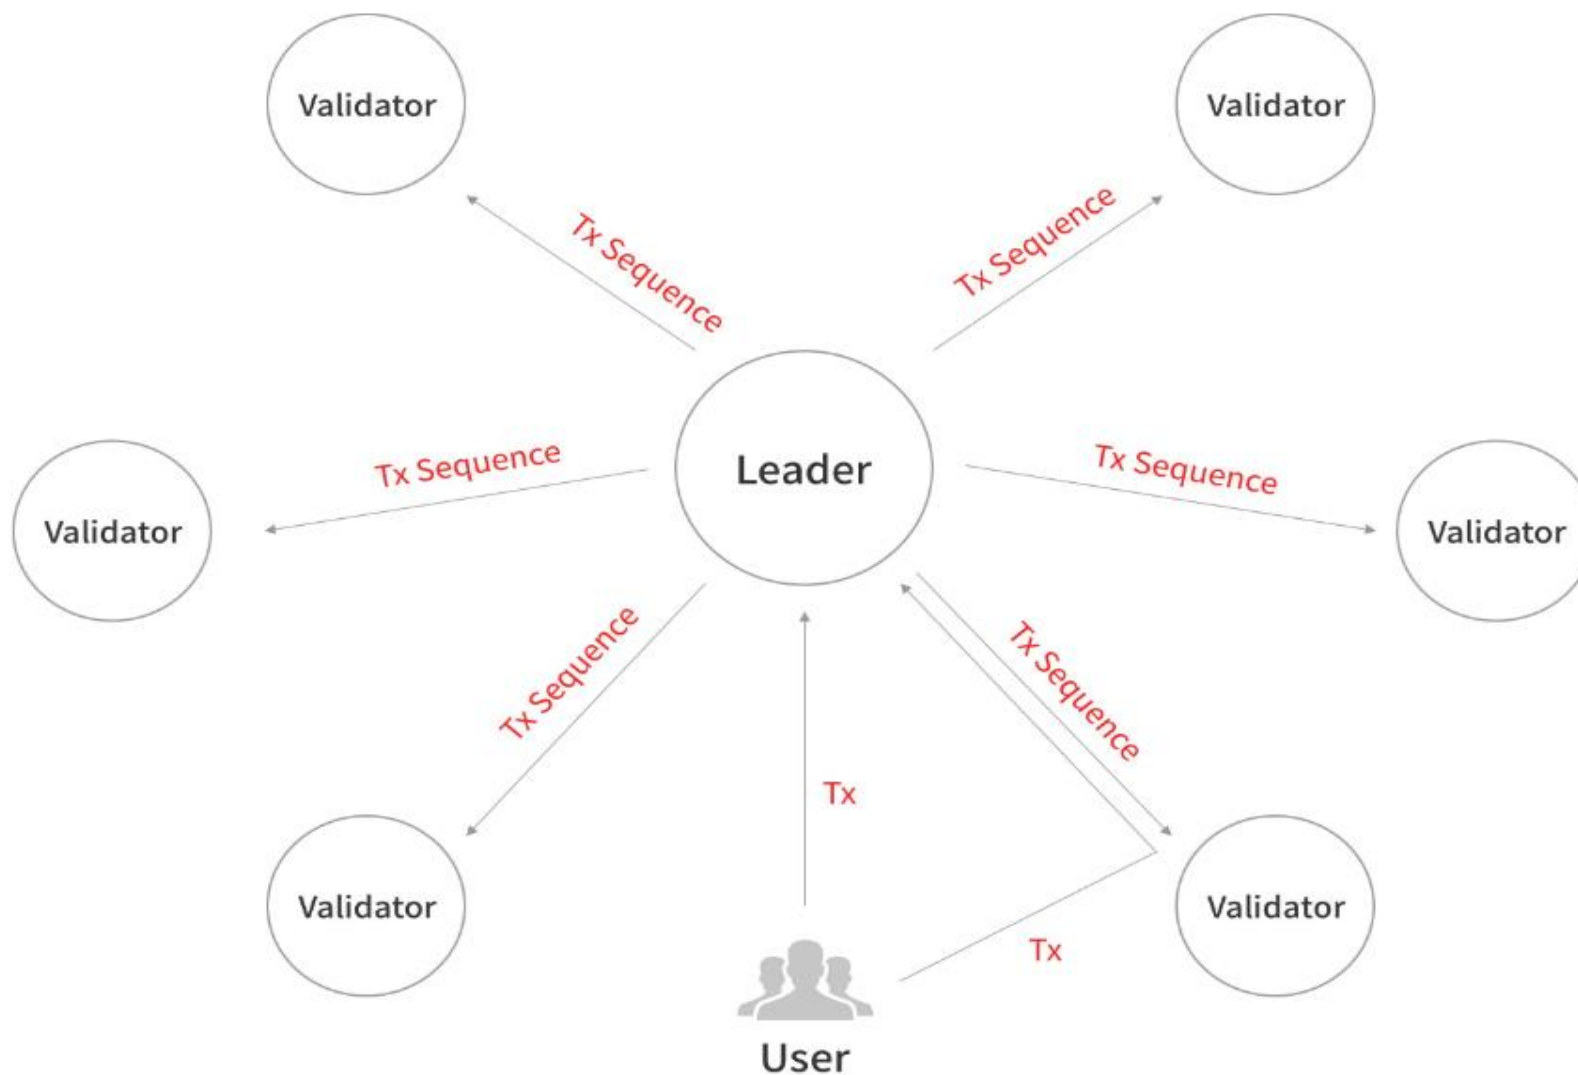 Validator
Validator
Tx Sequence
Tx Sequence
Leader
Tx Sequence
Tx Sequence
Validator
Validator
Tx Sequence
Tx Sequence
Tx
Validator
Validator
Tx
User